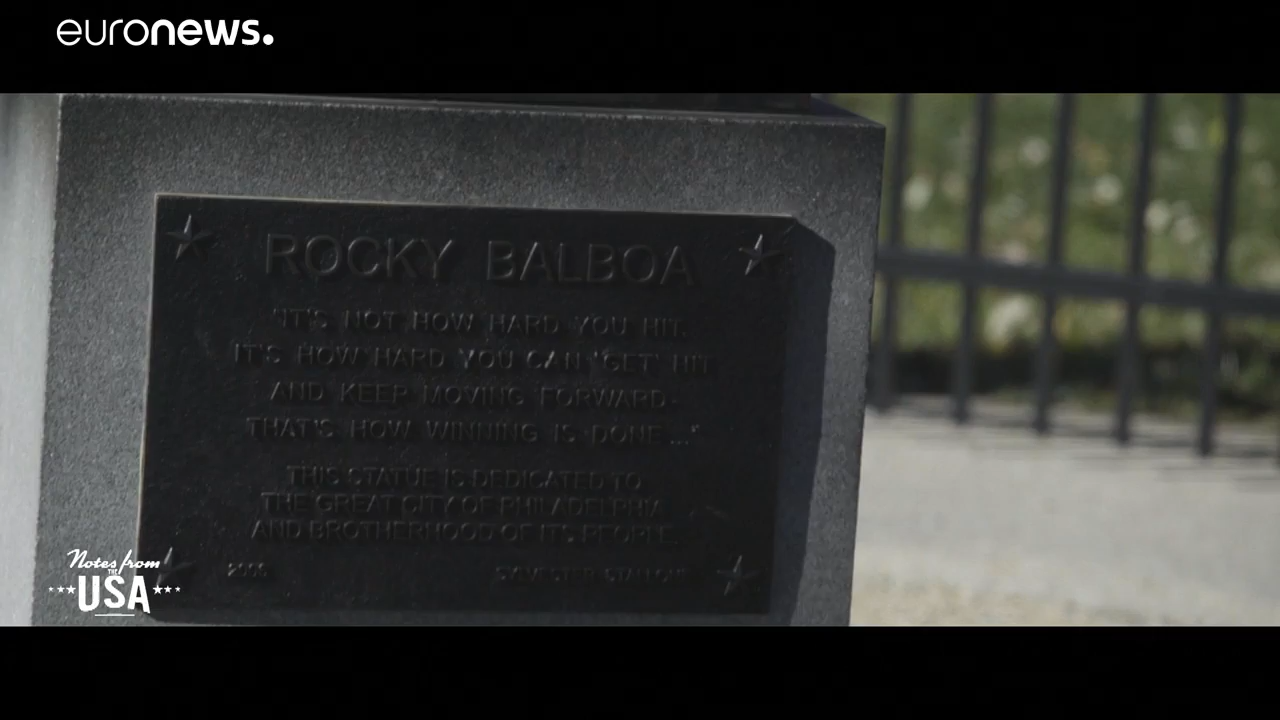 euronews.
ROCKY BALBOA
"IT'S NOT HOW HARD YOU HIT,
IT'S HOW HARD YOU CAN 'GET' HIT
AND KEEP MOVING FORWARD-
THAT'S HOW WINNING IS DONE..."
THIS STATUE IS DEDICATED TO
THE GREAT CITY OF PHILADELPHIA
AND BROTHERHOOD OF ITS PEOPLE.
SYLVESTER STALLONE
Notes from
THE
USA